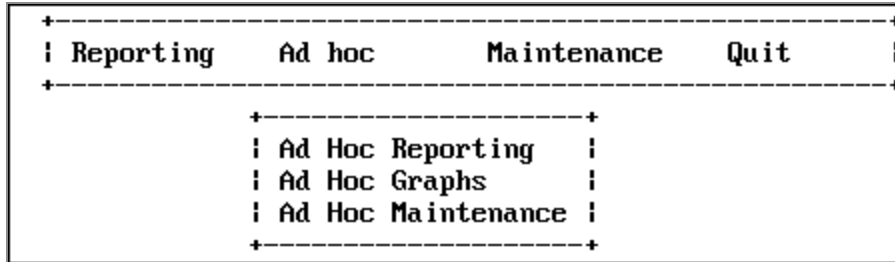 Reporting Ad hoc Maintenance Quit
Ad Hoc Reporting
Ad Hoc Graphs
Ad Hoc Maintenance